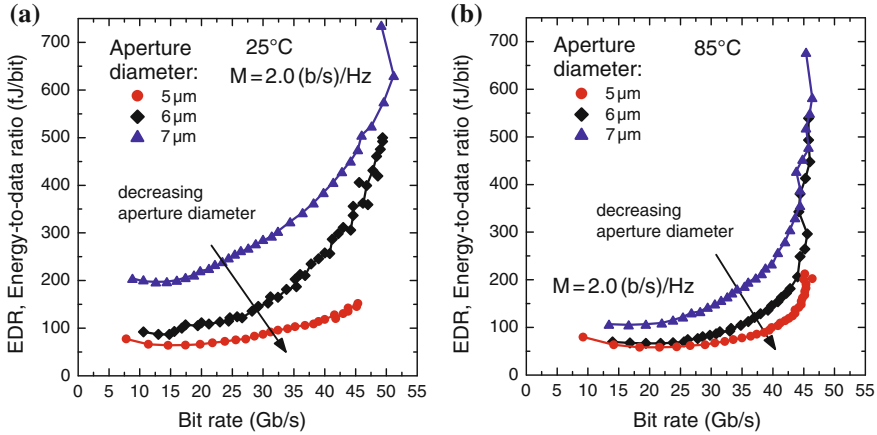 (a)
EDR, Energy-to-data ratio (fJ/bit)
700
600
500
400
300
200
100
0
Aperture
diameter:
5 µm
6 µm
7 µm
25°C
M = 2.0 (b/s)/Hz
decreasing
aperture diameter
0 5 10 15 20 25 30 35 40 45 50 55
Bit rate (Gb/s)
(b)
EDR, Energy-to-data ratio (fJ/bit)
700
600
500
400
300
200
100
0
Aperture
diameter:
5 µm
6 µm
7 µm
85°C
decreasing
aperture diameter
M = 2.0 (b/s)/Hz
0 5 10 15 20 25 30 35 40 45 50 55
Bit rate (Gb/s)